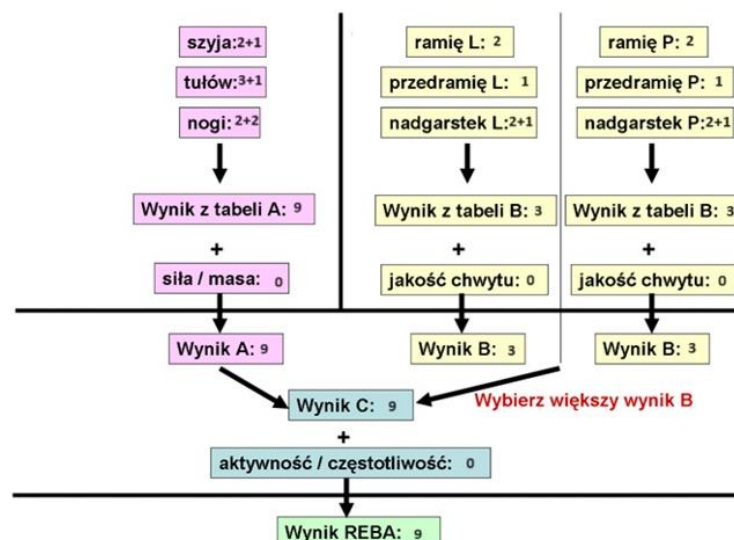 szyja:2+1
tułów:3+1
nogi: 2+2
Wynik z tabeli A: 9
+
siła / masa: 0
Wynik A: 9
ramię L: 2
przedramię L: 1
nadgarstek L:2+1
Wynik z tabeli B: 3
+
jakość chwytu: 0
Wynik B: 3
ramię P: 2
przedramię P: 1
nadgarstek P:2+1
Wynik z tabeli B: 3
+
jakość chwytu: 0
Wynik B: 3
Wybierz większy wynik B
Wynik C: 9
+
aktywność / częstotliwość: 0
Wynik REBA: 9